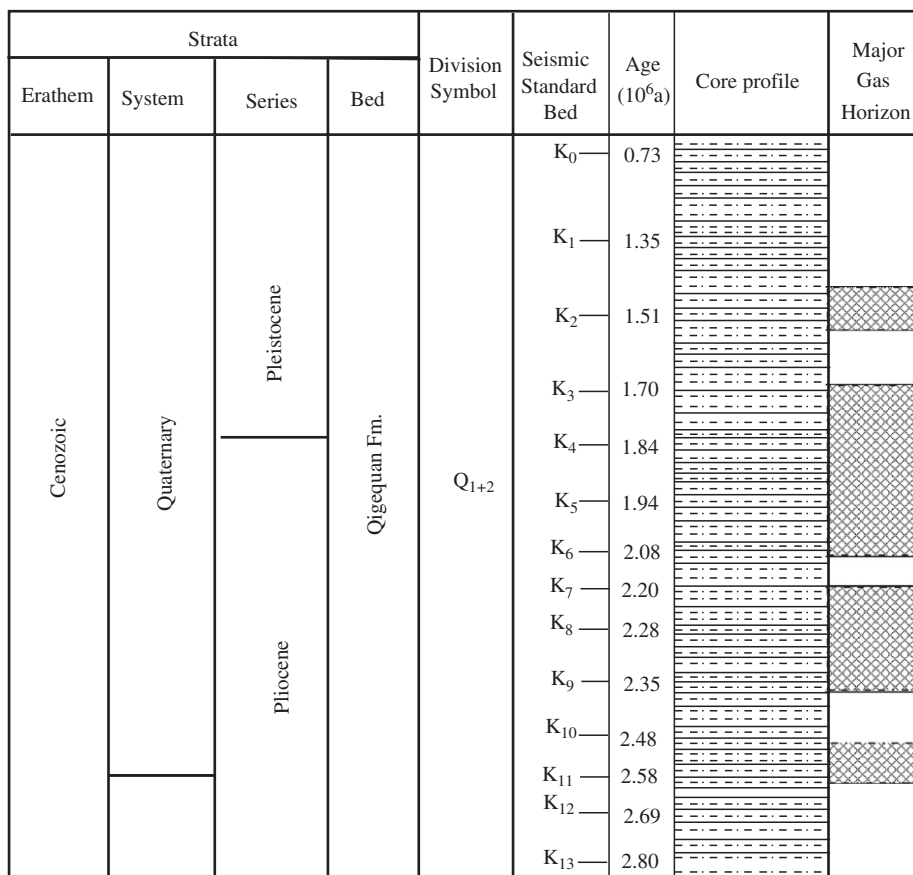 Strata
Erathem
System
Series
Bed
Division
Symbol
Seismic
Standard
Bed
Age
(10⁶a)
Core profile
Major
Gas
Horizon
Cenozoic
Quaternary
Pleistocene
Pliocene
Qigequan Fm.
Q₁₊₂
K₀ 0.73
K₁ 1.35
K₂ 1.51
K₃ 1.70
K₄ 1.84
K₅ 1.94
K₆ 2.08
K₇ 2.20
K₈ 2.28
K₉ 2.35
K₁₀ 2.48
K₁₁ 2.58
K₁₂ 2.69
K₁₃ 2.80